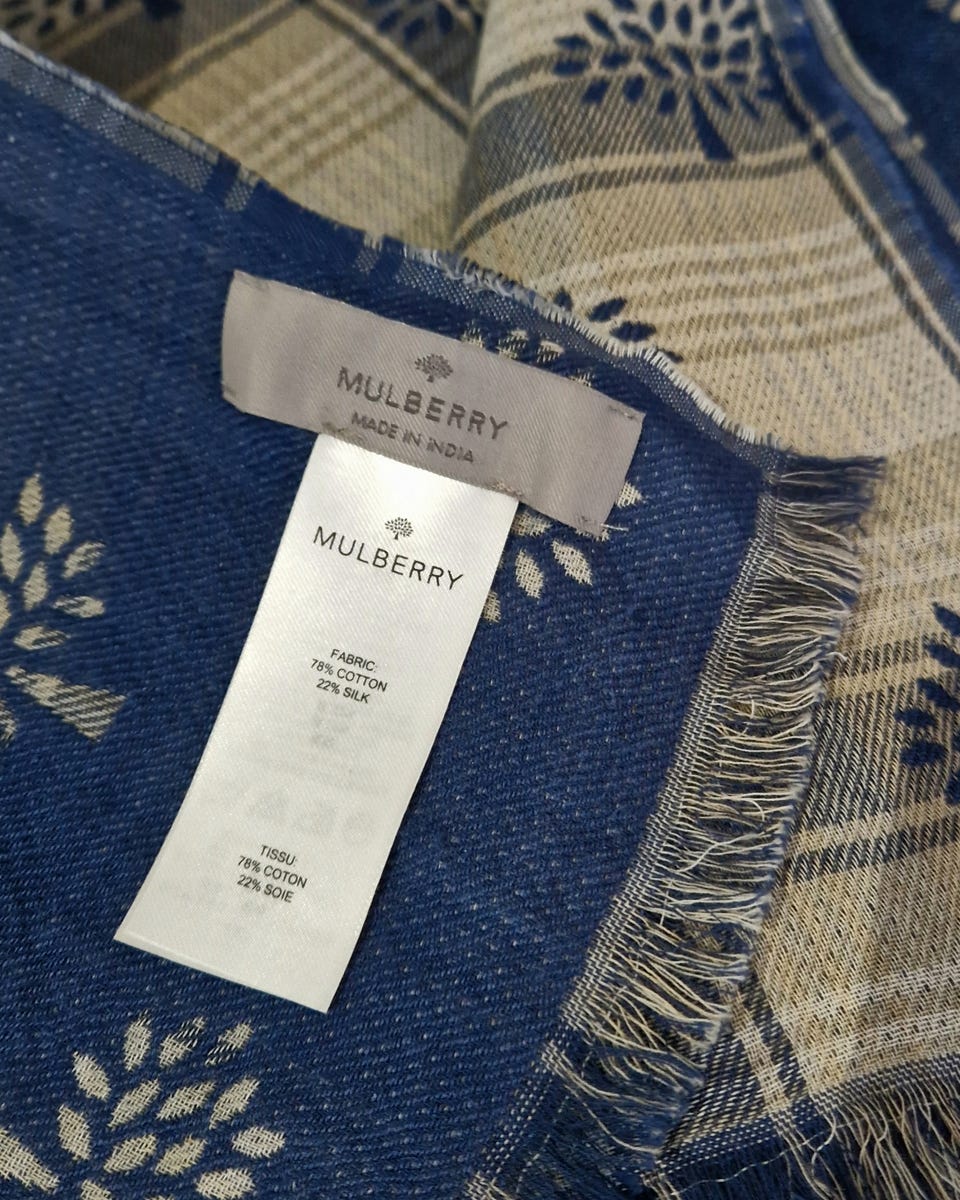 MULBERRY
MADE IN INDIA
MULBERRY
FABRIC:
78% COTTON
22% SILK
TISSU:
78% COTON
22% SOIE